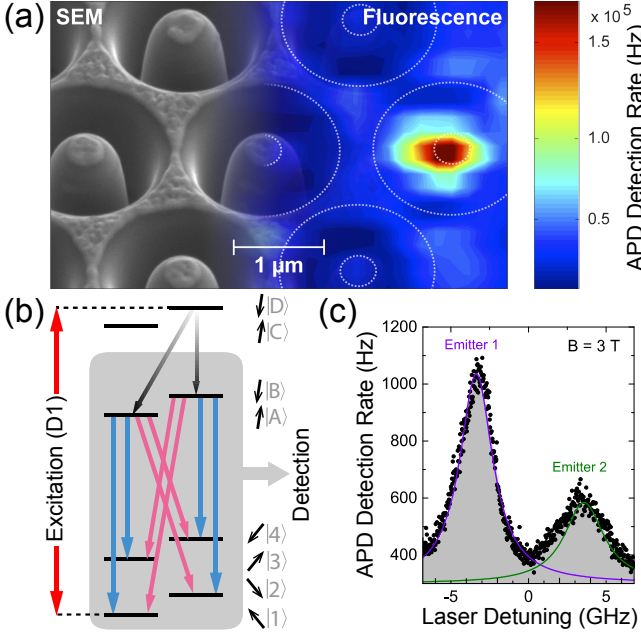 (a)
SEM
Fluorescence
1 µm
x 10⁵
1.5
1.0
0.5
APD Detection Rate (Hz)
(b)
Excitation (D1)
|D⟩
|C⟩
|B⟩
|A⟩
|4⟩
|3⟩
|2⟩
|1⟩
Detection
(c)
1200
1000
800
600
400
APD Detection Rate (Hz)
Emitter 1
B = 3 T
Emitter 2
-5 0 5
Laser Detuning (GHz)